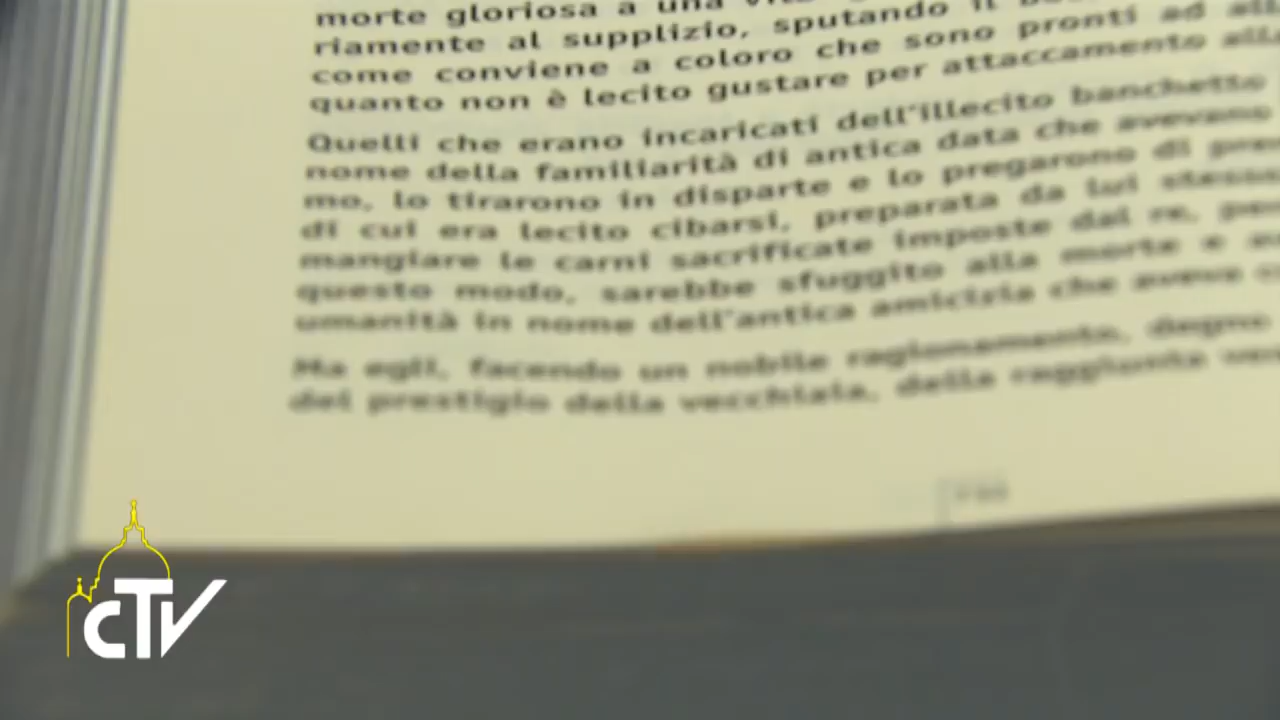 morte gloriosa a una
riamente al supplizio, sputando il
come conviene a coloro che sono pronti ad
quanto non è lecito gustare per attaccamento
Quelli che erano incaricati dell'illecito banchetto
nome della familiarità di antica data che avevano
mo, lo tirarono in disparte e lo pregarono di
di cui era lecito cibarsi, preparata da lui stesso
mangiare le carni sacrificate imposte dal re,
questo modo, sarebbe sfuggito alla morte e
umanità in nome dell'antica amicizia che aveva
Ma egli, facendo un nobile ragionamento, degno
del prestigio della vecchiaia, della raggiunta
CTV